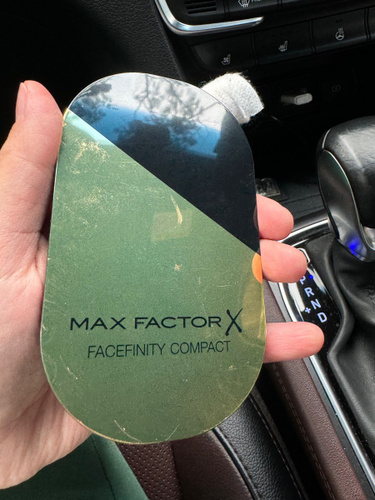 MAX FACTOR X
FACEFINITY COMPACT
R
N
D
+